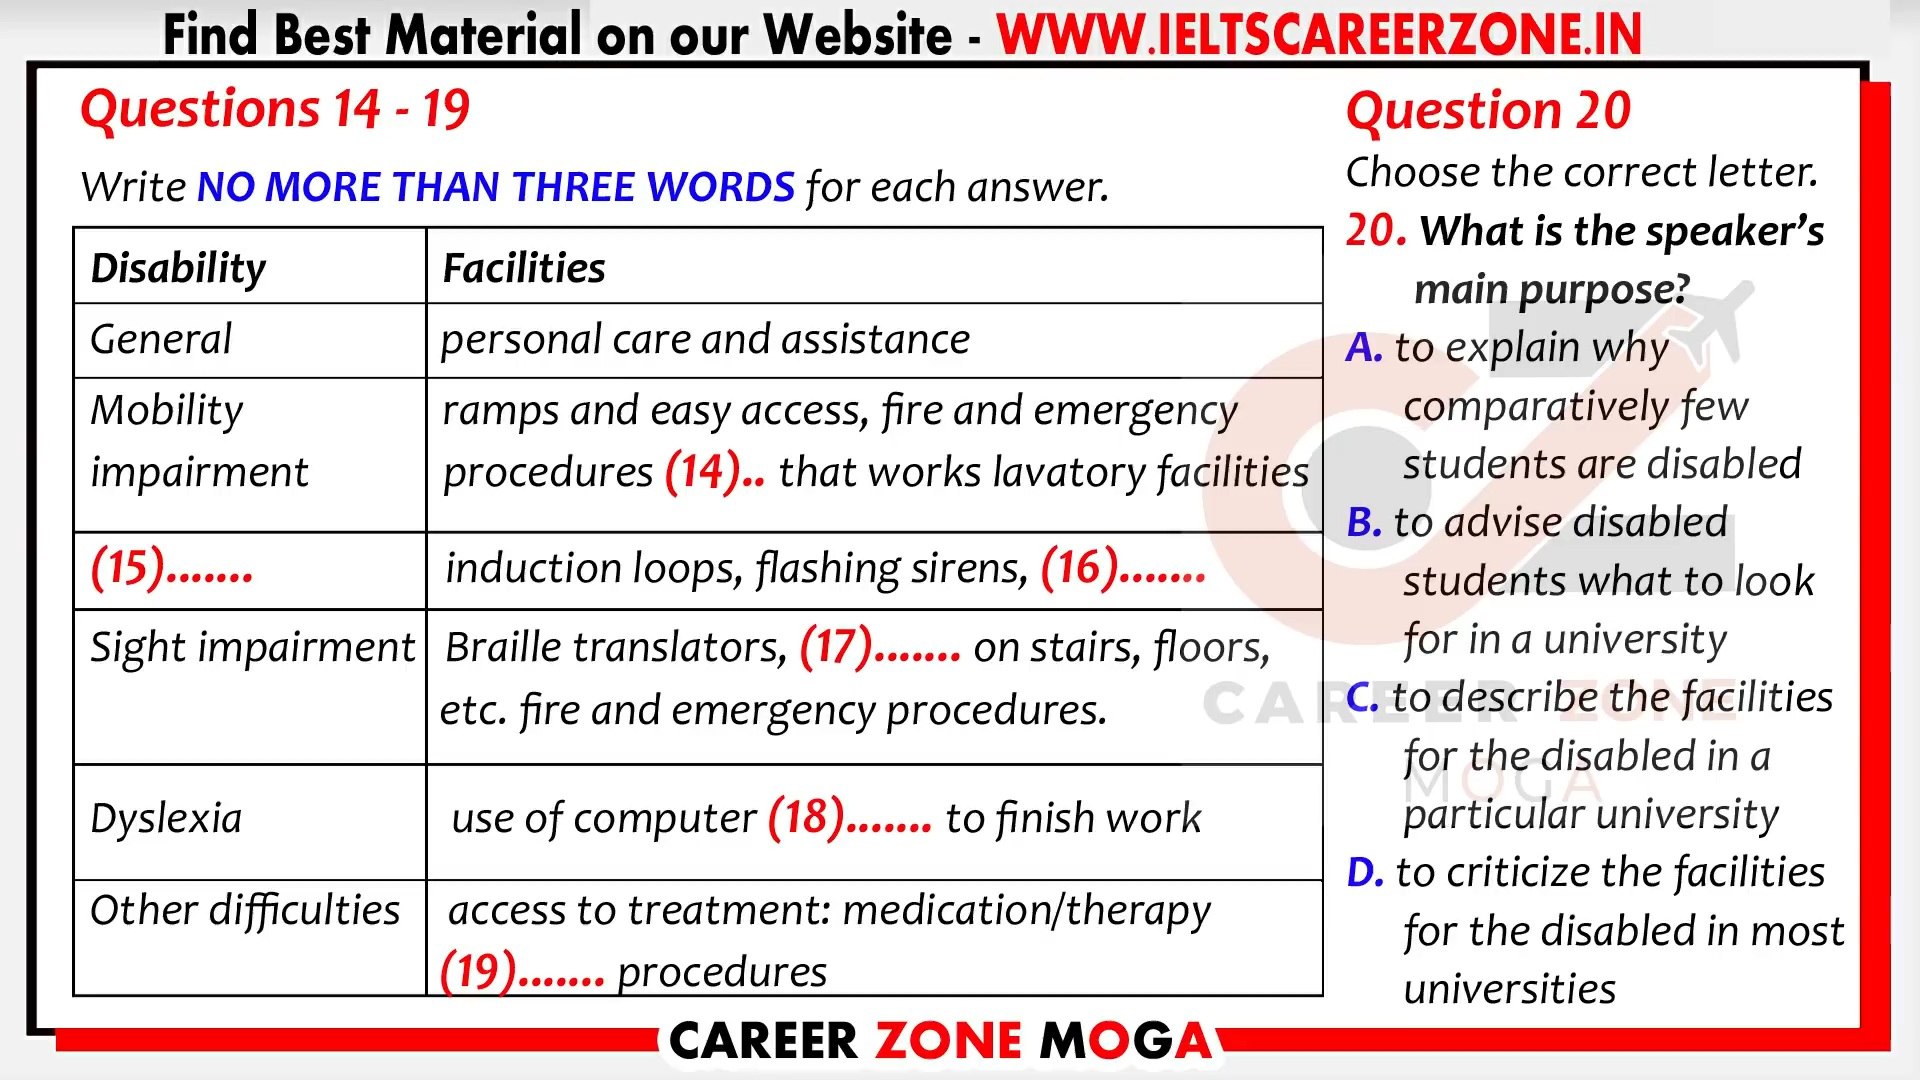 Find Best Material on our Website - WWW.IELTSCAREERZONE.IN
Questions 14 - 19
Write NO MORE THAN THREE WORDS for each answer.
Disability Facilities
General personal care and assistance
Mobility impairment
ramps and easy access, fire and emergency
procedures (14).. that works lavatory facilities
(15)....... induction loops, flashing sirens, (16).......
Sight impairment Braille translators, (17)....... on stairs, floors,
etc. fire and emergency procedures.
Dyslexia use of computer (18)....... to finish work
Other difficulties access to treatment: medication/therapy
(19)....... procedures
Question 20
Choose the correct letter.
20. What is the speaker's
main purpose?
A. to explain why
comparatively few
students are disabled
B. to advise disabled
students what to look
for in a university
C. to describe the facilities
for the disabled in a
particular university
D. to criticize the facilities
for the disabled in most
universities
CAREER ZONE
MOGA
CAREER ZONE MOGA